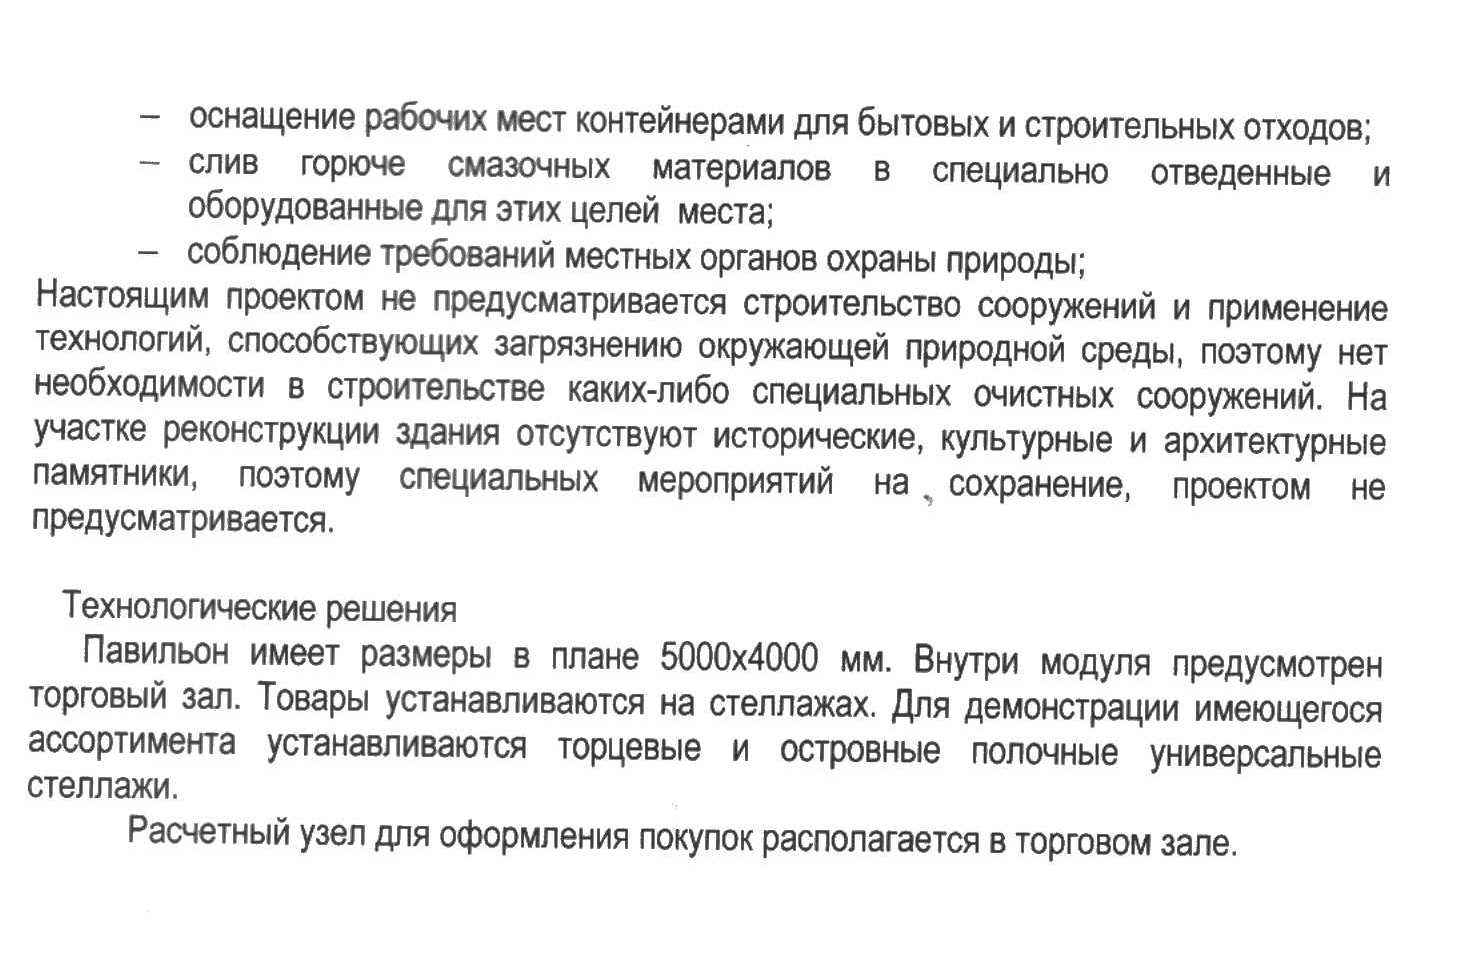 – оснащение рабочих мест контейнерами для бытовых и строительных отходов;
– слив горюче смазочных материалов в специально отведенные и
оборудованные для этих целей места;
– соблюдение требований местных органов охраны природы;
Настоящим проектом не предусматривается строительство сооружений и применение
технологий, способствующих загрязнению окружающей природной среды, поэтому нет
необходимости в строительстве каких-либо специальных очистных сооружений. На
участке реконструкции здания отсутствуют исторические, культурные и архитектурные
памятники, поэтому специальных мероприятий на сохранение, проектом не
предусматривается.
Технологические решения
Павильон имеет размеры в плане 5000х4000 мм. Внутри модуля предусмотрен
торговый зал. Товары устанавливаются на стеллажах. Для демонстрации имеющегося
ассортимента устанавливаются торцевые и островные полочные универсальные
стеллажи.
Расчетный узел для оформления покупок располагается в торговом зале.